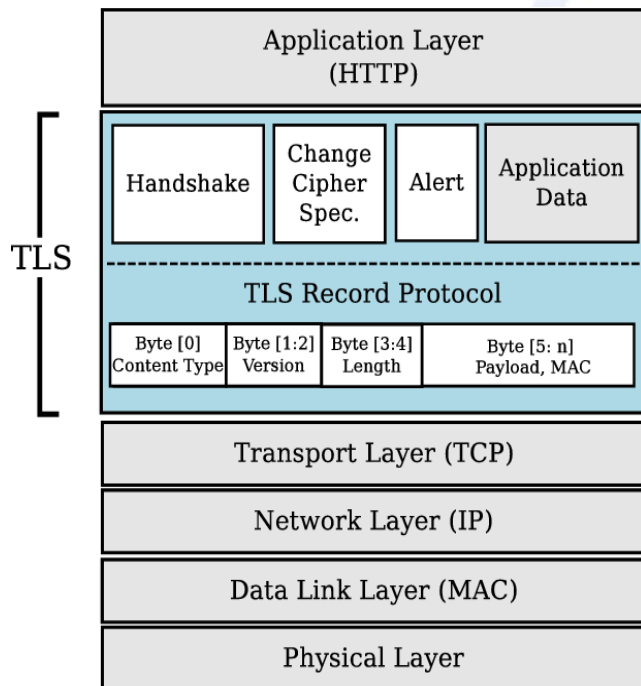 Application Layer
(HTTP)
TLS
Handshake
Change
Cipher
Spec.
Alert
Application
Data
TLS Record Protocol
Byte [0]
Content Type
Byte [1:2]
Version
Byte [3:4]
Length
Byte [5: n]
Payload, MAC
Transport Layer (TCP)
Network Layer (IP)
Data Link Layer (MAC)
Physical Layer